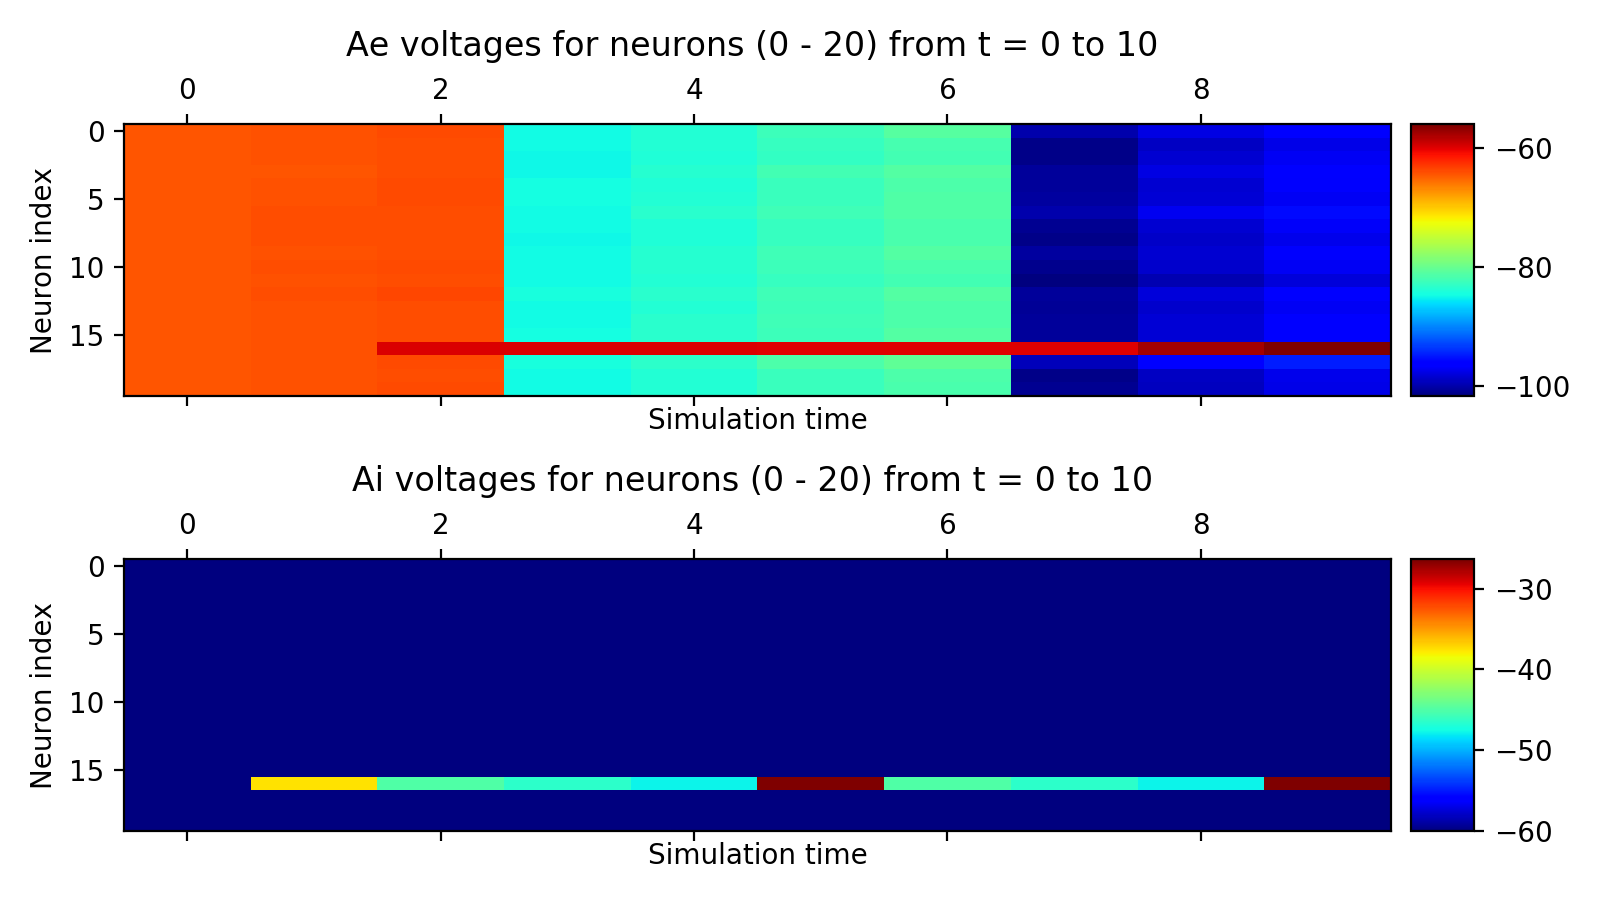 Ae voltages for neurons (0 - 20) from t = 0 to 10
0 2 4 6 8
Neuron index
0
5
10
15
−60
−80
−100
Simulation time
Ai voltages for neurons (0 - 20) from t = 0 to 10
0 2 4 6 8
Neuron index
0
5
10
15
−30
−40
−50
−60
Simulation time